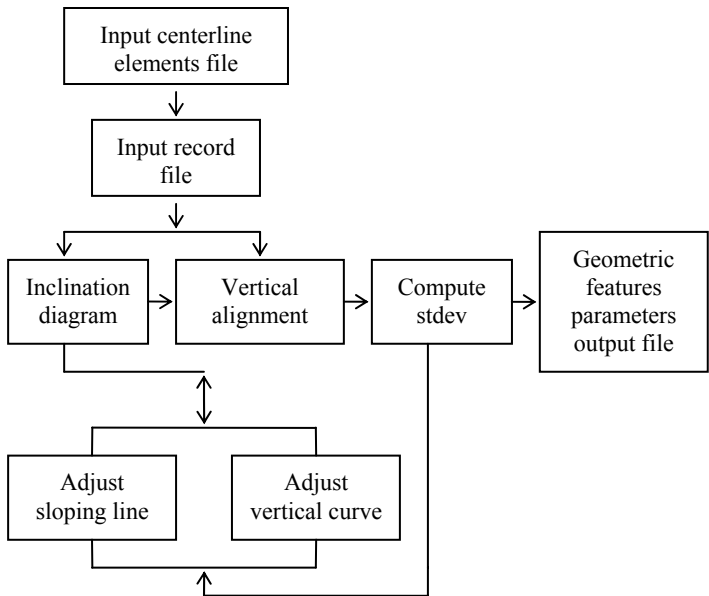 Input centerline
elements file
Input record
file
Inclination
diagram
Vertical
alignment
Compute
stdev
Geometric
features
parameters
output file
Adjust
sloping line
Adjust
vertical curve